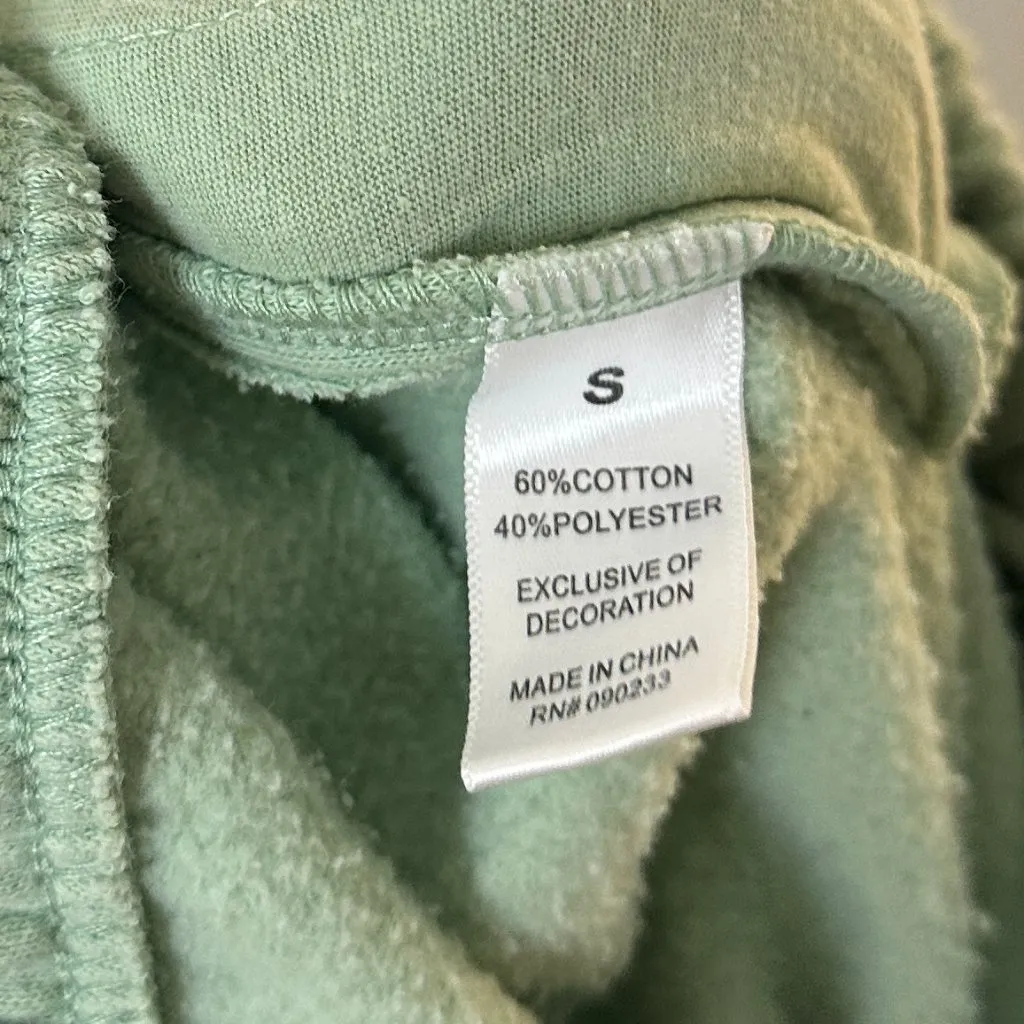 S
60%COTTON
40%POLYESTER
EXCLUSIVE OF
DECORATION
MADE IN CHINA
RN# 090233